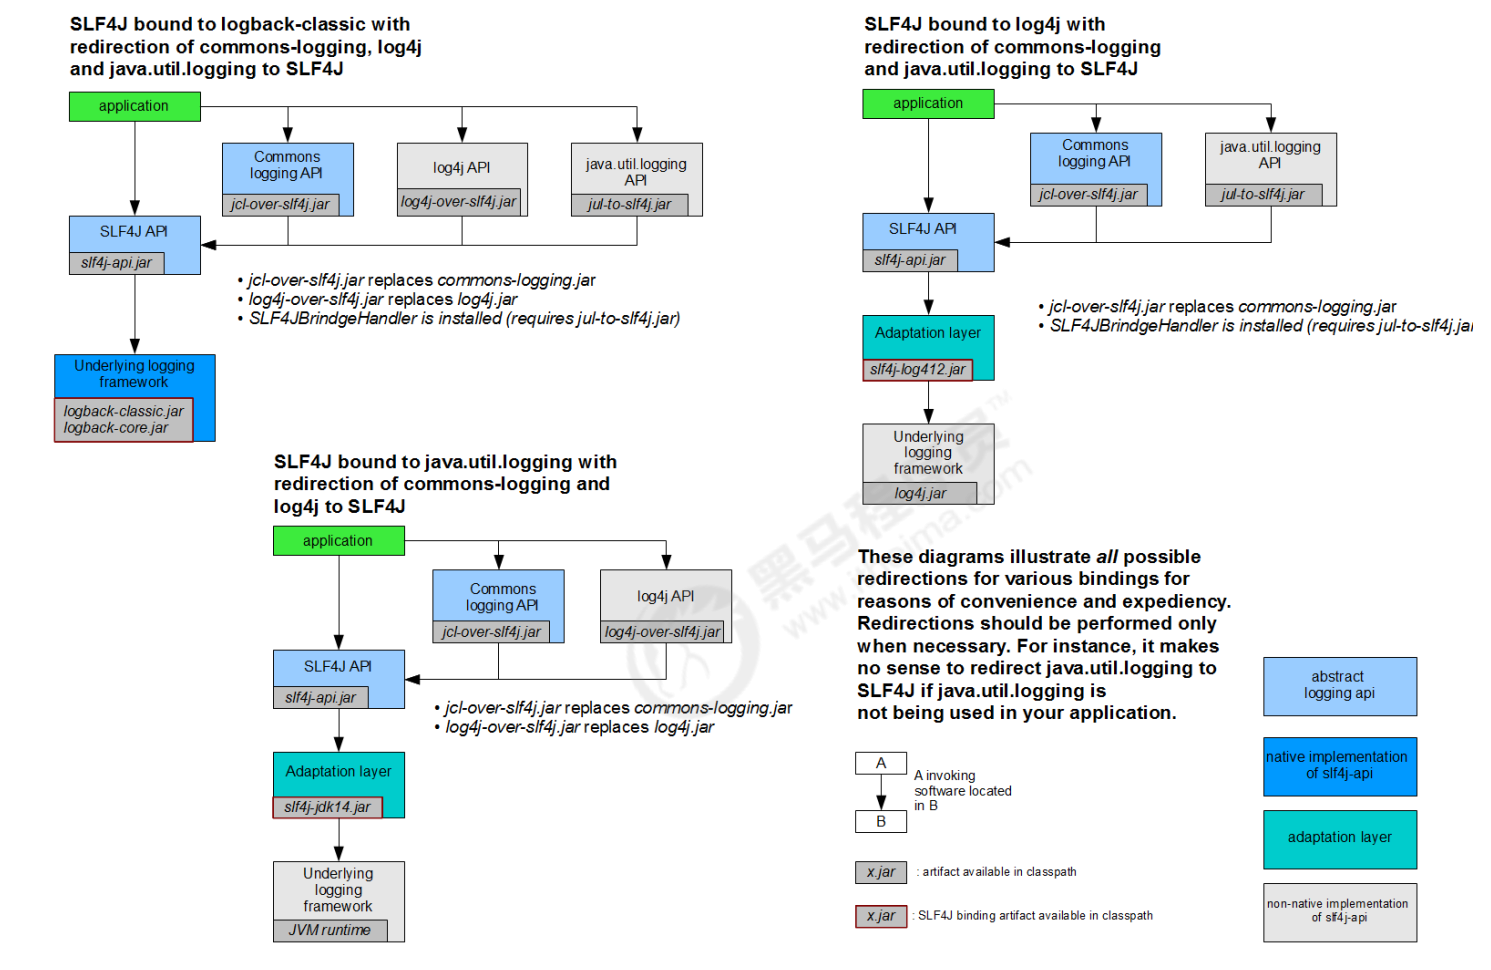 SLF4J bound to logback-classic with
redirection of commons-logging, log4j
and java.util.logging to SLF4J
application
Commons
logging API
jcl-over-slf4j.jar
log4j API
log4j-over-slf4j.jar
java.util.logging
API
jul-to-slf4j.jar
SLF4J API
slf4j-api.jar
• jcl-over-slf4j.jar replaces commons-logging.jar
• log4j-over-slf4j.jar replaces log4j.jar
• SLF4JBrindgeHandler is installed (requires jul-to-slf4j.jar)
Underlying logging
framework
logback-classic.jar
logback-core.jar
SLF4J bound to log4j with
redirection of commons-logging
and java.util.logging to SLF4J
application
Commons
logging API
jcl-over-slf4j.jar
java.util.logging
API
jul-to-slf4j.jar
SLF4J API
slf4j-api.jar
• jcl-over-slf4j.jar replaces commons-logging.jar
• SLF4JBrindgeHandler is installed (requires jul-to-slf4j.jar
Adaptation layer
slf4j-log412.jar
Underlying
logging
framework
log4j.jar
SLF4J bound to java.util.logging with
redirection of commons-logging and
log4j to SLF4J
application
Commons
logging API
jcl-over-slf4j.jar
log4j API
log4j-over-slf4j.jar
SLF4J API
slf4j-api.jar
• jcl-over-slf4j.jar replaces commons-logging.jar
• log4j-over-slf4j.jar replaces log4j.jar
Adaptation layer
slf4j-jdk14.jar
Underlying
logging
framework
JVM runtime
These diagrams illustrate all possible
redirections for various bindings for
reasons of convenience and expediency.
Redirections should be performed only
when necessary. For instance, it makes
no sense to redirect java.util.logging to
SLF4J if java.util.logging is
not being used in your application.
A
B
A invoking
software located
in B
x.jar : artifact available in classpath
x.jar : SLF4J binding artifact available in classpath
abstract
logging api
native implementation
of slf4j-api
adaptation layer
non-native implementation
of slf4j-api
黑马程序员™